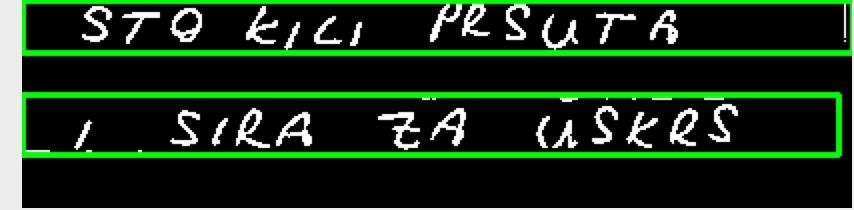 STO KILI PRSUTA
I SIRA ZA USKRS